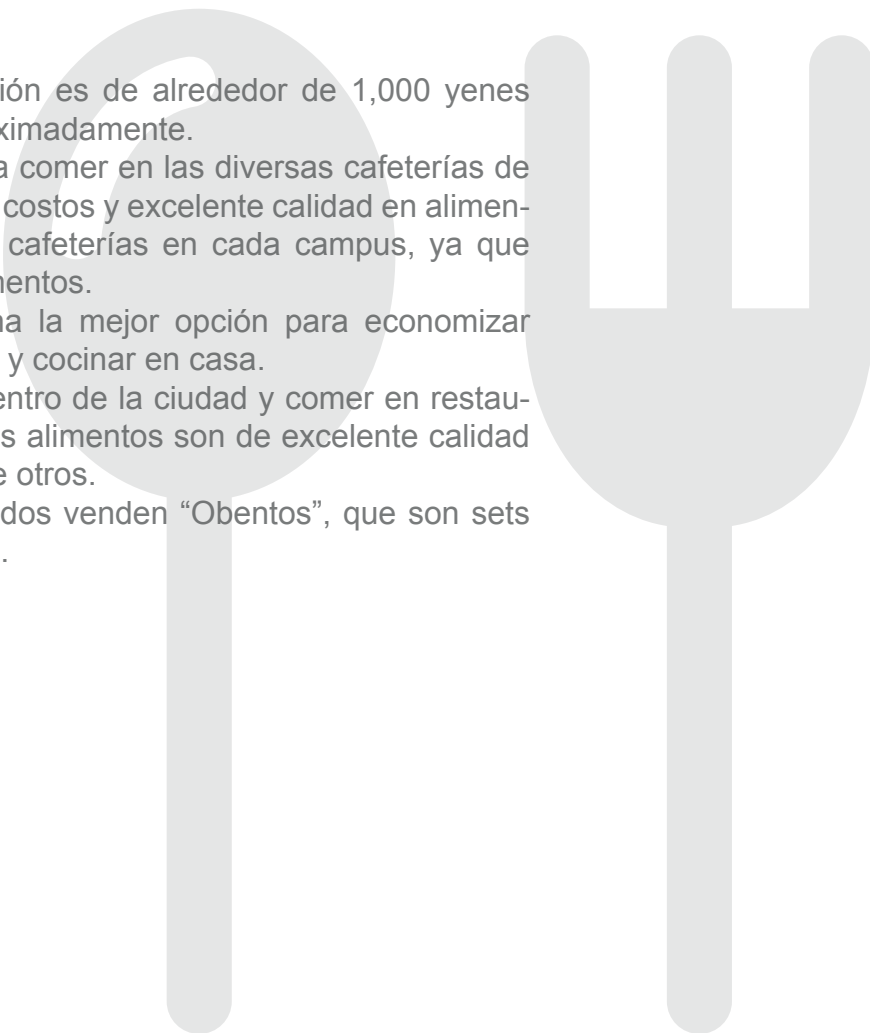 ión es de alrededor de 1,000 yenes
ximadamente.
a comer en las diversas cafeterías de
costos y excelente calidad en alimen-
cafeterías en cada campus, ya que
mentos.
na la mejor opción para economizar
y cocinar en casa.
entro de la ciudad y comer en restau-
s alimentos son de excelente calidad
e otros.
dos venden “Obentos”, que son sets
.